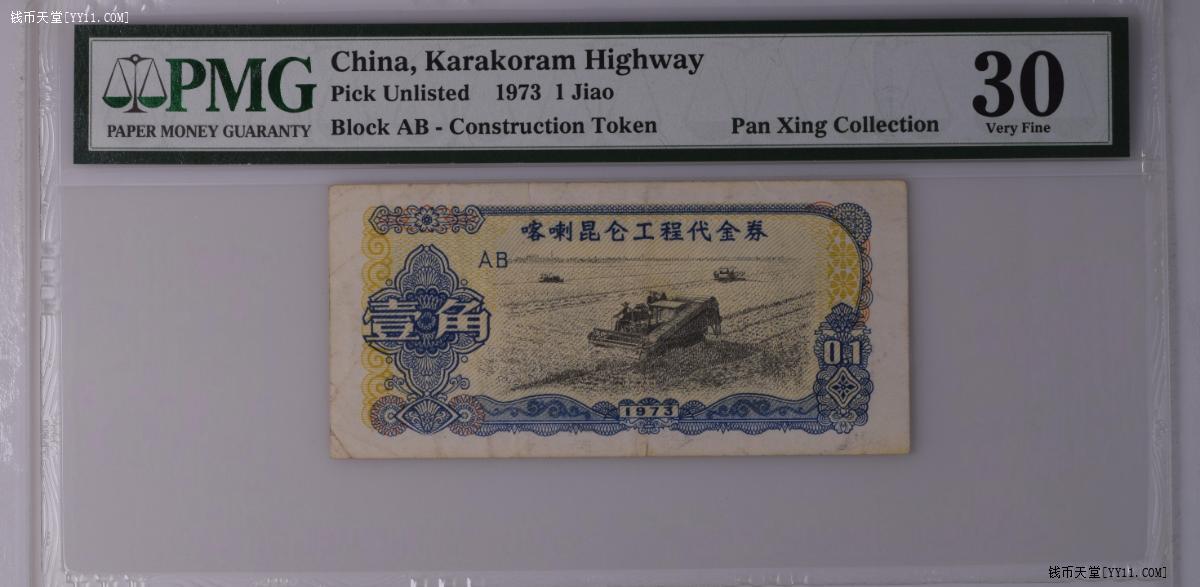 钱币天堂[YY11.COM]
PMG
PAPER MONEY GUARANTY
China, Karakoram Highway
Pick Unlisted 1973 1 Jiao
Block AB - Construction Token
Pan Xing Collection
30
Very Fine
喀喇昆仑工程代金券
AB
壹角
0.1
1973
钱币天堂[YY11.COM]